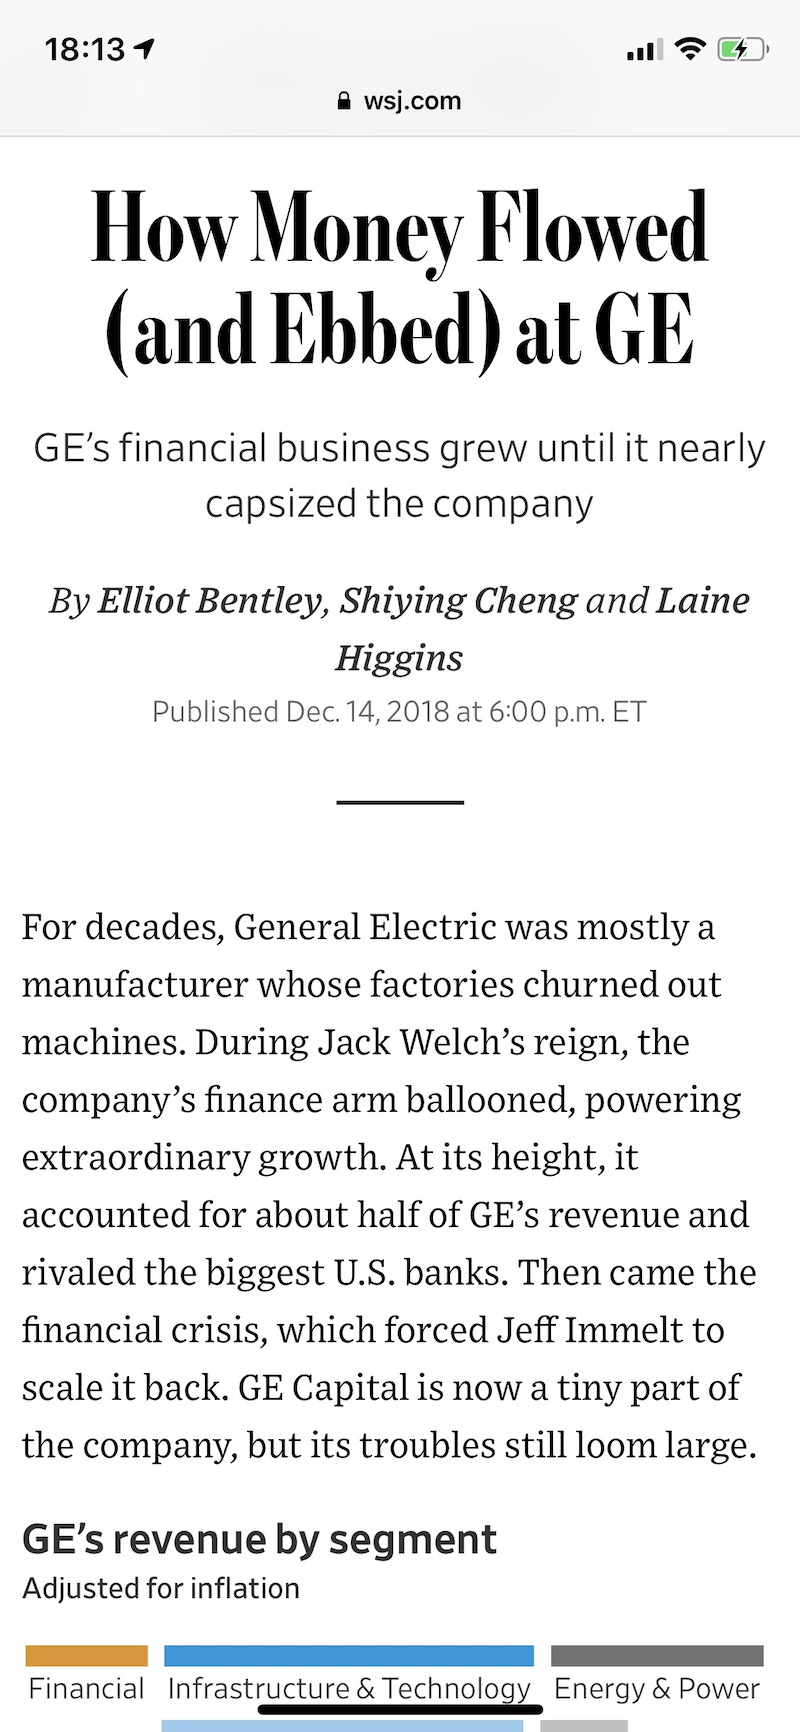 18:13
wsj.com
How Money Flowed
(and Ebbed) at GE
GE’s financial business grew until it nearly
capsized the company
By Elliot Bentley, Shiying Cheng and Laine
Higgins
Published Dec. 14, 2018 at 6:00 p.m. ET
For decades, General Electric was mostly a
manufacturer whose factories churned out
machines. During Jack Welch’s reign, the
company’s finance arm ballooned, powering
extraordinary growth. At its height, it
accounted for about half of GE’s revenue and
rivaled the biggest U.S. banks. Then came the
financial crisis, which forced Jeff Immelt to
scale it back. GE Capital is now a tiny part of
the company, but its troubles still loom large.
GE’s revenue by segment
Adjusted for inflation
Financial Infrastructure & Technology Energy & Power